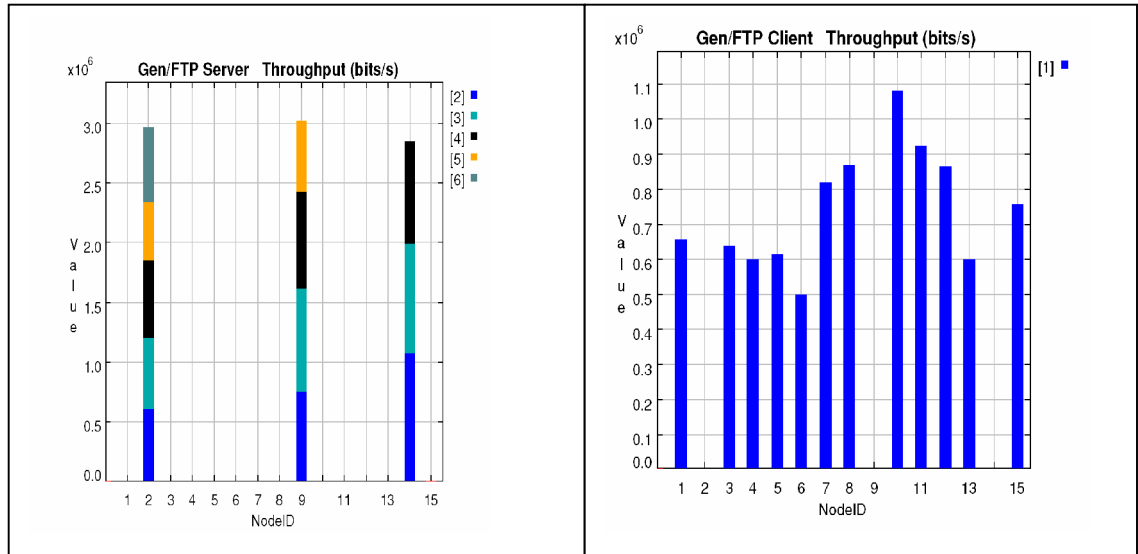 Gen/FTP Server Throughput (bits/s)
x10^6
[2]
[3]
[4]
[5]
[6]
3.0
2.5
2.0
1.5
1.0
0.5
0.0
Value
1 2 3 4 5 6 7 8 9 11 13 15
NodeID
Gen/FTP Client Throughput (bits/s)
x10^6
[1]
1.1
1.0
0.9
0.8
0.7
0.6
0.5
0.4
0.3
0.2
0.1
0.0
Value
1 2 3 4 5 6 7 8 9 11 13 15
NodeID